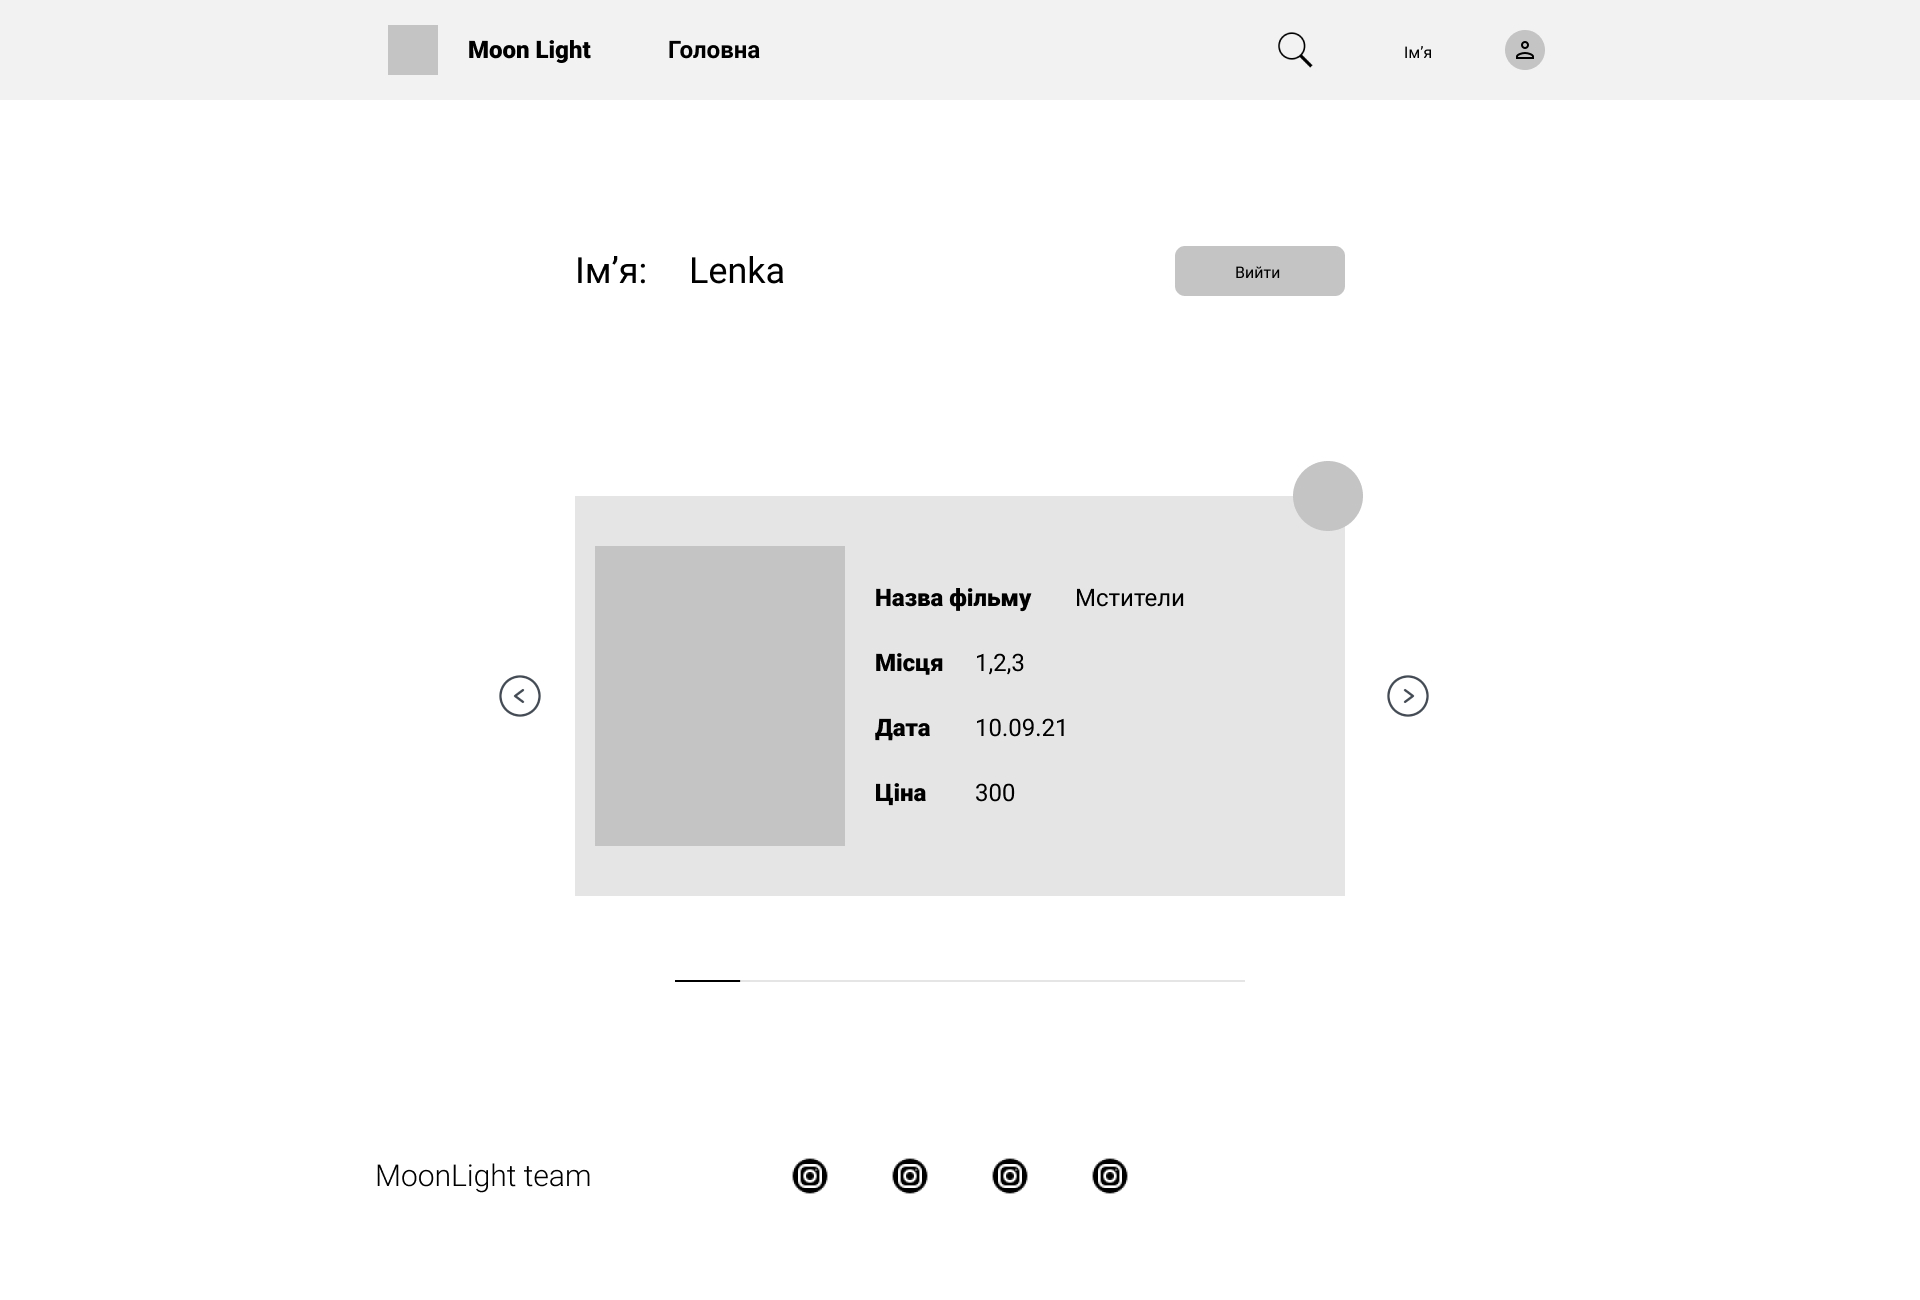 Moon Light Головна Ім’я
Ім’я: Lenka Вийти
Назва фільму Мстители
Місця 1,2,3
Дата 10.09.21
Ціна 300
MoonLight team